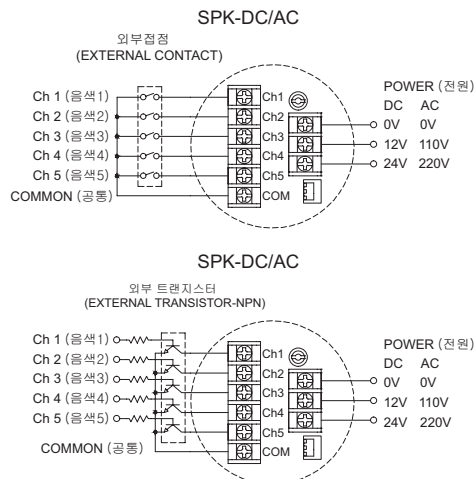 SPK-DC/AC
외부접점
(EXTERNAL CONTACT)
Ch 1 (음색1)
Ch 2 (음색2)
Ch 3 (음색3)
Ch 4 (음색4)
Ch 5 (음색5)
COMMON (공통)
Ch1
Ch2
Ch3
Ch4
Ch5
COM
POWER (전원)
DC AC
0V 0V
12V 110V
24V 220V
SPK-DC/AC
외부 트랜지스터
(EXTERNAL TRANSISTOR-NPN)
Ch 1 (음색1)
Ch 2 (음색2)
Ch 3 (음색3)
Ch 4 (음색4)
Ch 5 (음색5)
COMMON (공통)
Ch1
Ch2
Ch3
Ch4
Ch5
COM
POWER (전원)
DC AC
0V 0V
12V 110V
24V 220V